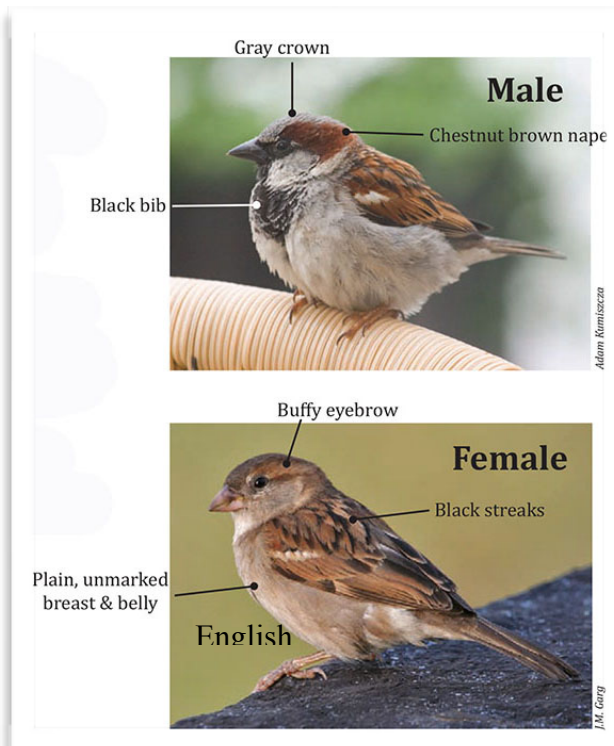 Gray crown
Male
Chestnut brown nape
Black bib
Adam Kumiszcza
Buffy eyebrow
Female
Black streaks
Plain, unmarked
breast & belly
English
J.M. Garg